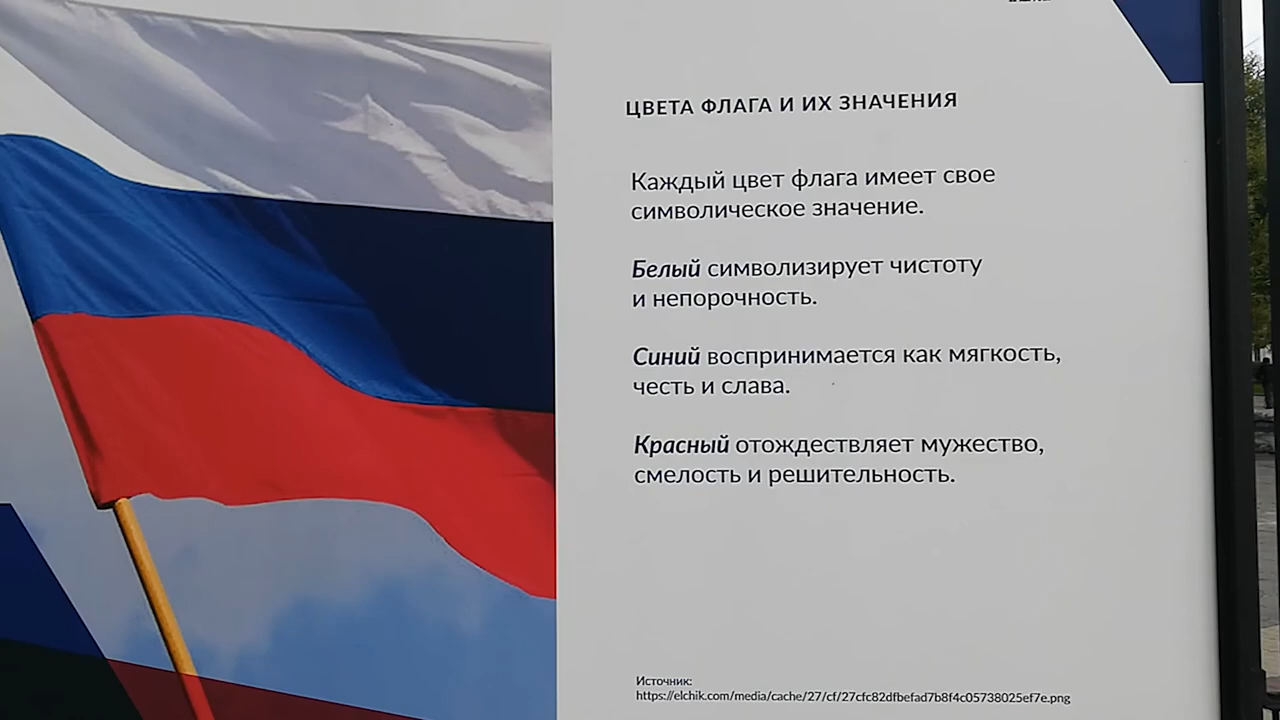 ЦВЕТА ФЛАГА И ИХ ЗНАЧЕНИЯ
Каждый цвет флага имеет свое
символическое значение.
Белый символизирует чистоту
и непорочность.
Синий воспринимается как мягкость,
честь и слава.
Красный отождествляет мужество,
смелость и решительность.
Источник:
https://elchik.com/media/cache/27/cf/27cfc82dfbefad7b8f4c05738025ef7e.png